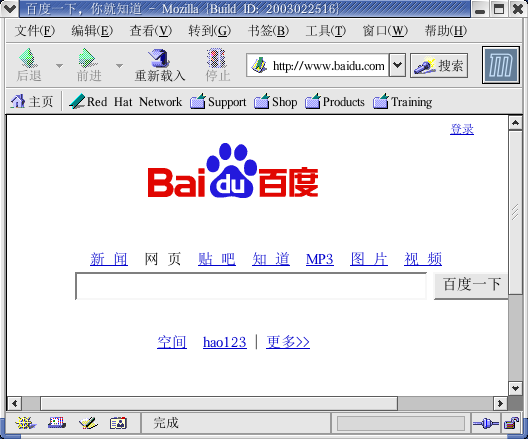 百度一下，你就知道 - Mozilla {Build ID: 2003022516}
文件(F) 编辑(E) 查看(V) 转到(G) 书签(B) 工具(T) 窗口(W) 帮助(H)
后退 前进 重新载入 停止 http://www.baidu.com 搜索
主页 Red Hat Network Support Shop Products Training
登录
Bai du 百度
新 闻 网 页 贴 吧 知 道 MP3 图 片 视 频
百度一下
空间 hao123 | 更多>>
完成